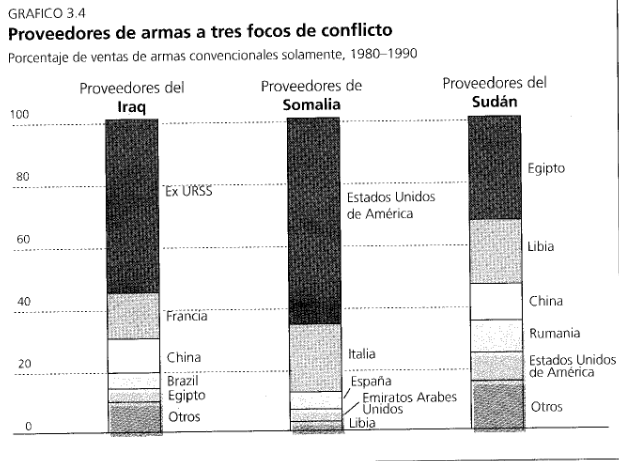 GRAFICO 3.4
Proveedores de armas a tres focos de conflicto
Porcentaje de ventas de armas convencionales solamente, 1980–1990
Proveedores del
Iraq
Proveedores de
Somalia
Proveedores del
Sudán
100
80
60
40
20
0
Ex URSS
Francia
China
Brazil
Egipto
Otros
Estados Unidos
de América
Italia
España
Emiratos Arabes
Unidos
Libia
Egipto
Libia
China
Rumania
Estados Unidos
de América
Otros